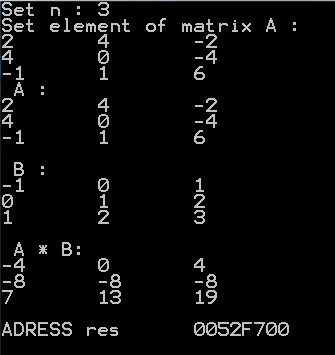 Set n : 3
Set element of matrix A :
2 4 -2
4 0 -4
-1 1 6
A :
2 4 -2
4 0 -4
-1 1 6
B :
-1 0 1
0 1 2
1 2 3
A * B:
-4 0 4
-8 -8 -8
7 13 19
ADRESS res 0052F700